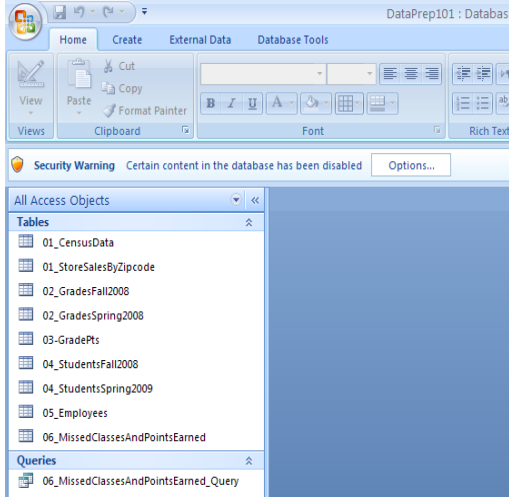 DataPrep101 : Databas
Home Create External Data Database Tools
View
Paste
Cut
Copy
Format Painter
B I U A
Views Clipboard Font Rich Text
Security Warning Certain content in the database has been disabled Options...
All Access Objects
Tables
01_CensusData
01_StoreSalesByZipcode
02_GradesFall2008
02_GradesSpring2008
03-GradePts
04_StudentsFall2008
04_StudentsSpring2009
05_Employees
06_MissedClassesAndPointsEarned
Queries
06_MissedClassesAndPointsEarned_Query